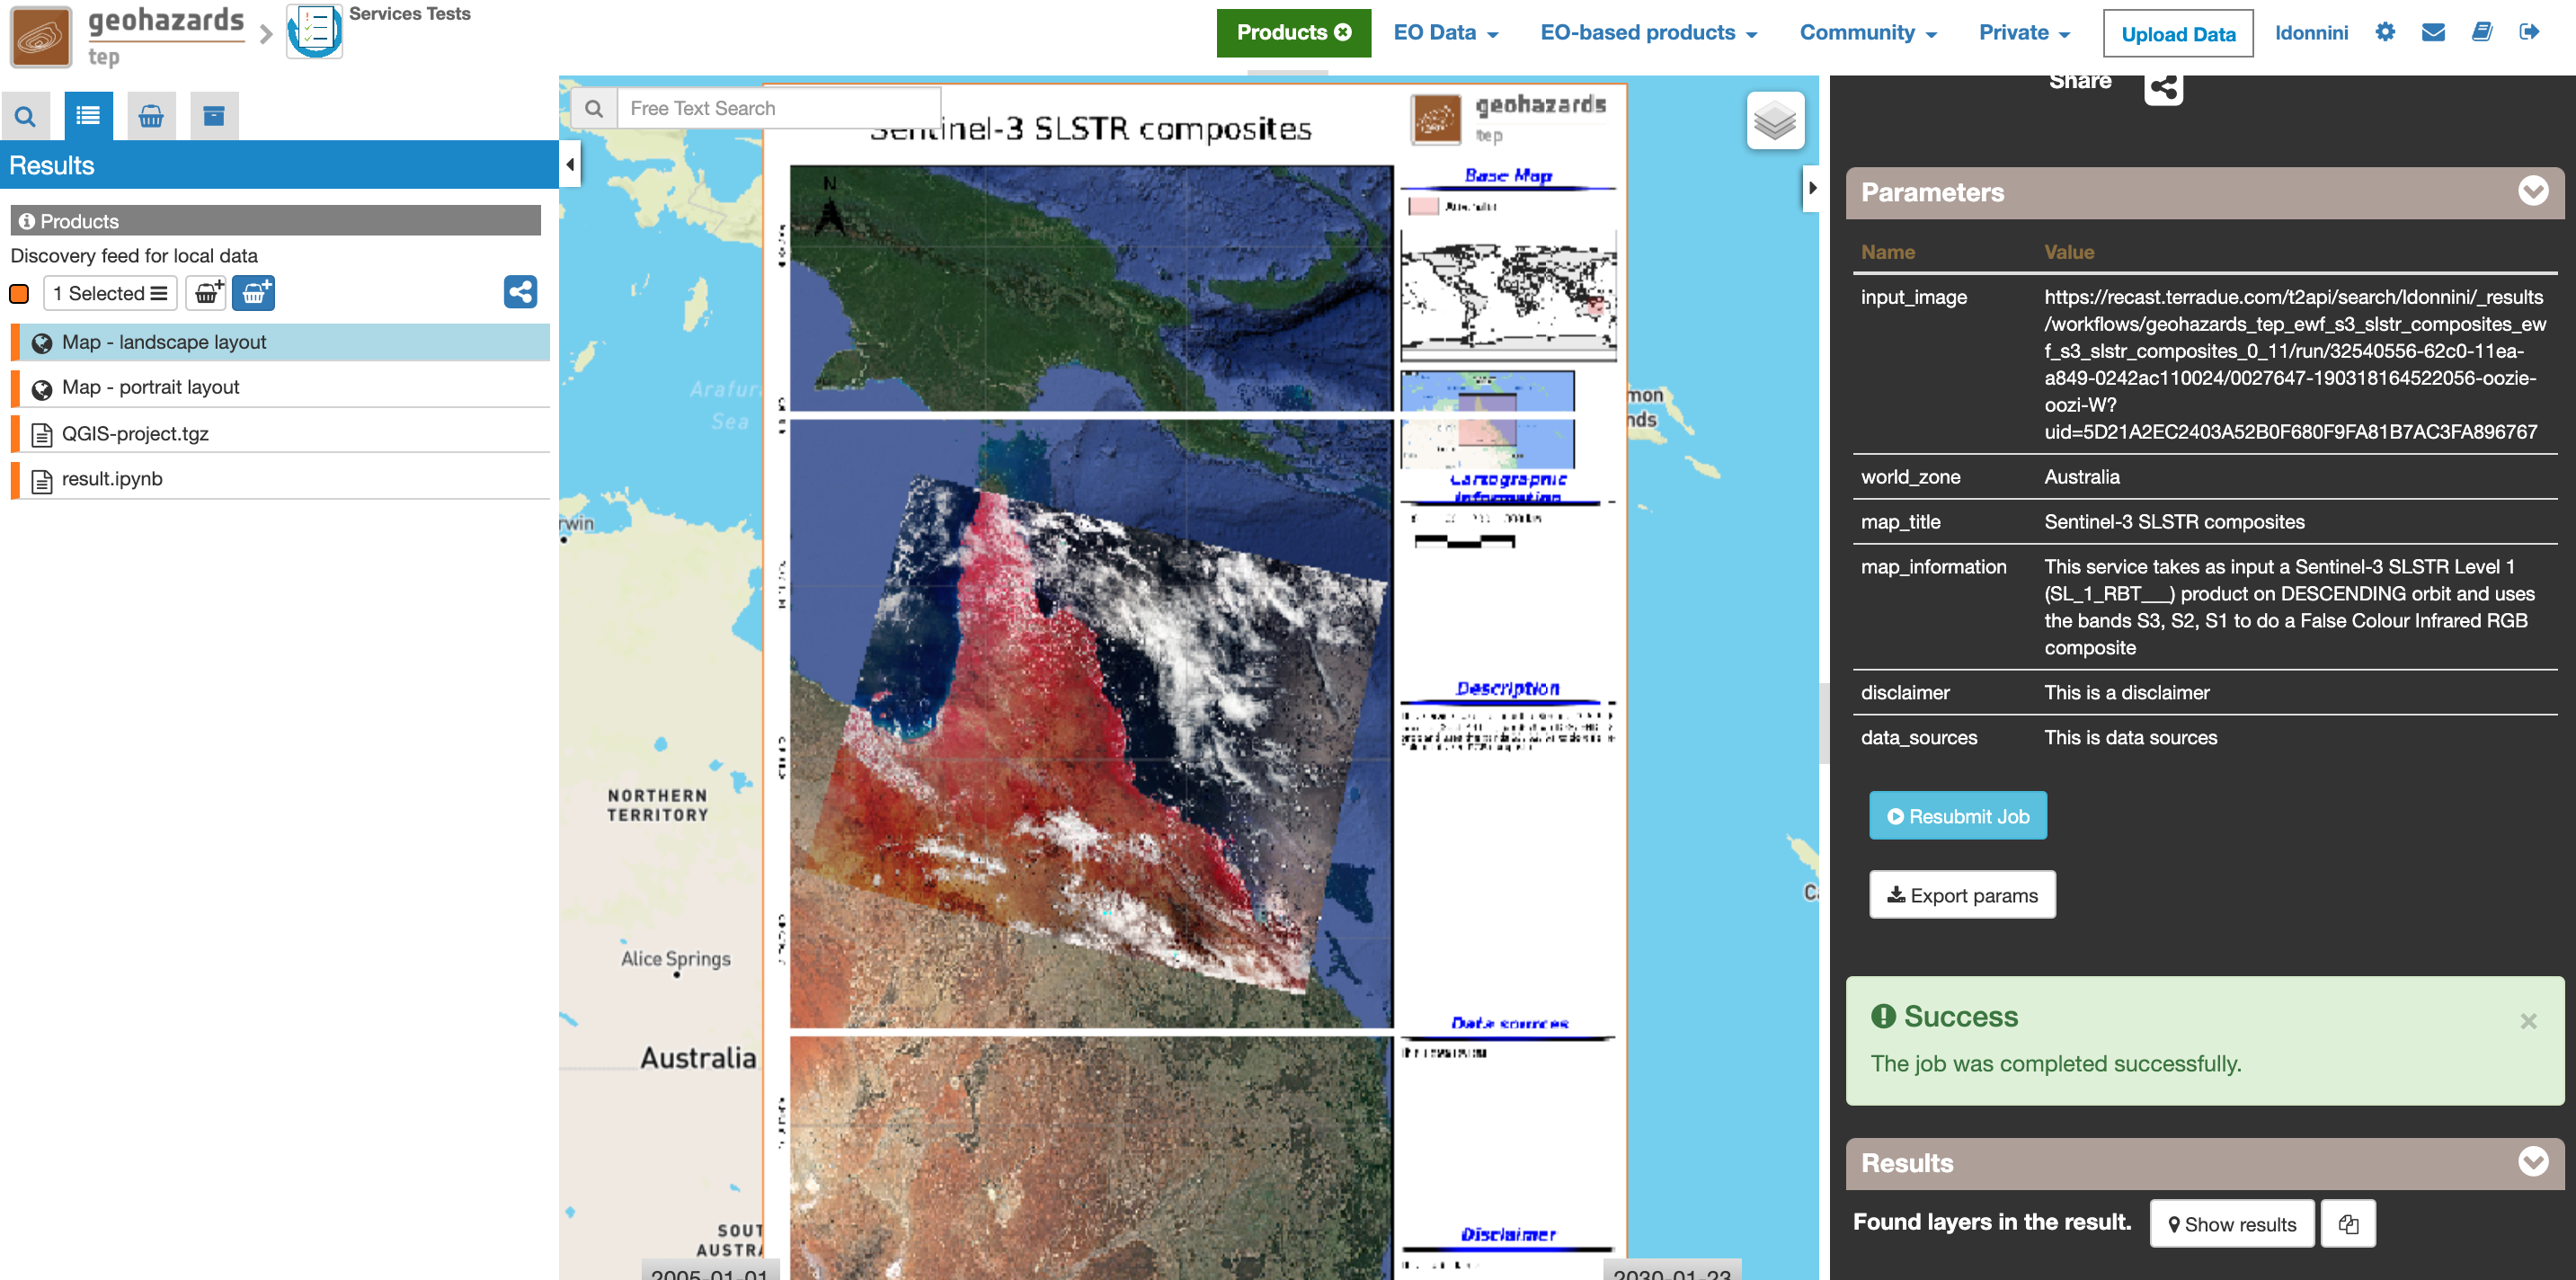 geohazards
tep
Services Tests
Products
EO Data
EO-based products
Community
Private
Upload Data
ldonnini
Results
Products
Discovery feed for local data
1 Selected
Map - landscape layout
Map - portrait layout
QGIS-project.tgz
result.ipynb
Free Text Search
Sentinel-3 SLSTR composites
geohazards
tep
N
Base Map
Australia
Cartographic
Information
Description
Data sources
Disclaimer
Arafura
Sea
rwin
mon
nds
NORTHERN
TERRITORY
Alice Springs
Australia
SOUT
AUSTRA
2005-01-01
2030-01-23
Share
Parameters
Name
Value
input_image
https://recast.terradue.com/t2api/search/ldonnini/_results
/workflows/geohazards_tep_ewf_s3_slstr_composites_ew
f_s3_slstr_composites_0_11/run/32540556-62c0-11ea-
a849-0242ac110024/0027647-190318164522056-oozie-
oozi-W?
uid=5D21A2EC2403A52B0F680F9FA81B7AC3FA896767
world_zone
Australia
map_title
Sentinel-3 SLSTR composites
map_information
This service takes as input a Sentinel-3 SLSTR Level 1
(SL_1_RBT___) product on DESCENDING orbit and uses
the bands S3, S2, S1 to do a False Colour Infrared RGB
composite
disclaimer
This is a disclaimer
data_sources
This is data sources
Resubmit Job
Export params
Success
The job was completed successfully.
Results
Found layers in the result.
Show results